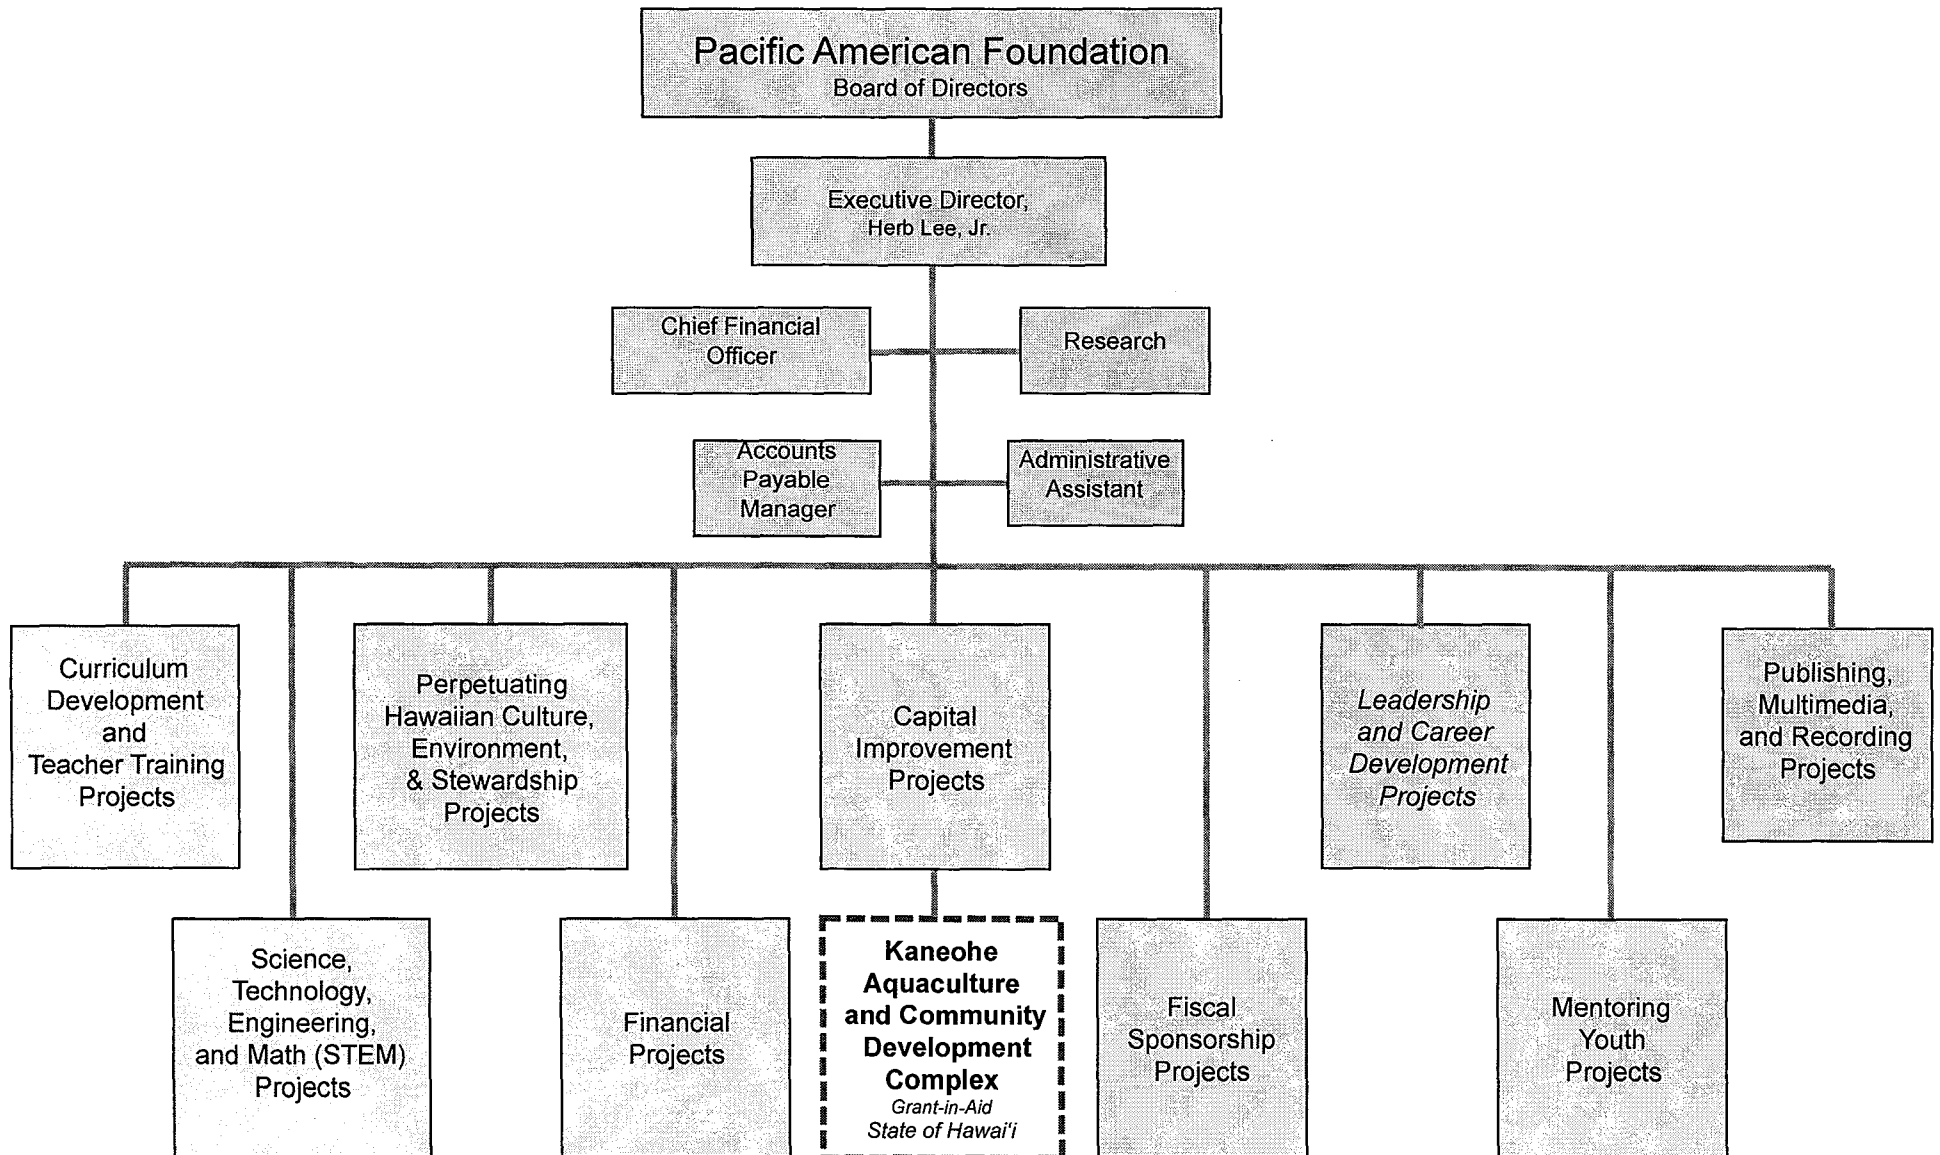 Pacific American Foundation
Board of Directors
Executive Director,
Herb Lee, Jr.
Chief Financial
Officer
Research
Accounts
Payable
Manager
Administrative
Assistant
Curriculum
Development
and
Teacher Training
Projects
Perpetuating
Hawaiian Culture,
Environment,
& Stewardship
Projects
Capital
Improvement
Projects
Leadership
and Career
Development
Projects
Publishing,
Multimedia,
and Recording
Projects
Science,
Technology,
Engineering,
and Math (STEM)
Projects
Financial
Projects
Kaneohe
Aquaculture
and Community
Development
Complex
Grant-in-Aid
State of Hawai'i
Fiscal
Sponsorship
Projects
Mentoring
Youth
Projects